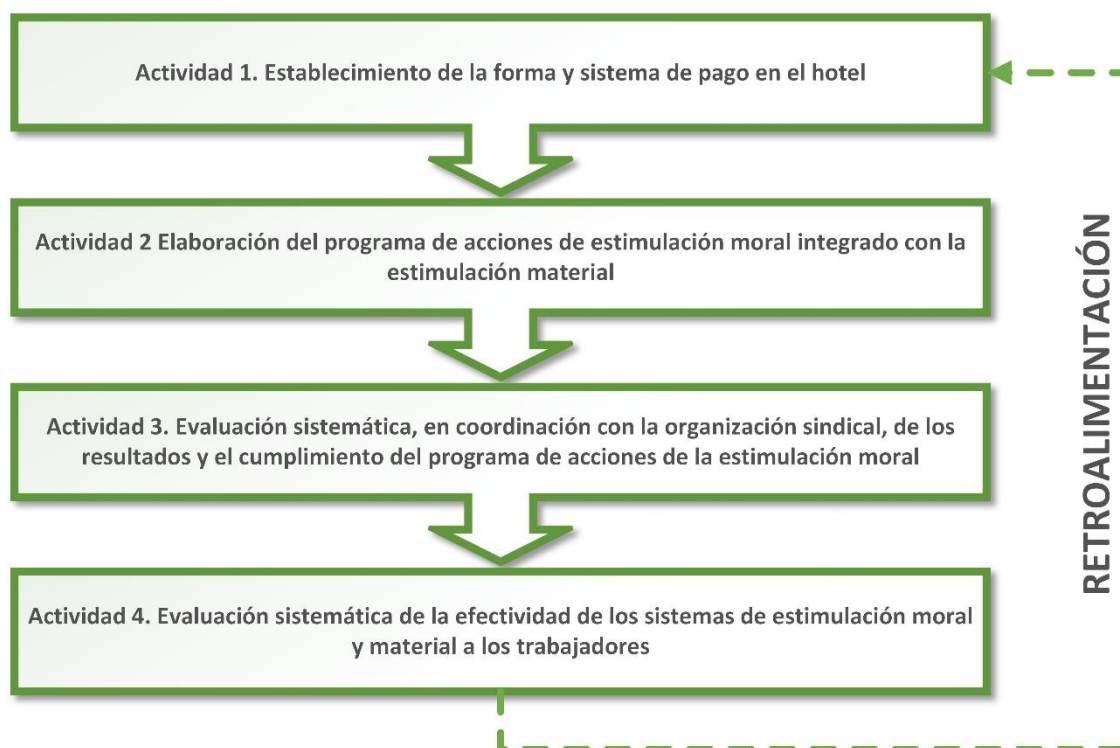 Actividad 1. Establecimiento de la forma y sistema de pago en el hotel
Actividad 2 Elaboración del programa de acciones de estimulación moral integrado con la
estimulación material
Actividad 3. Evaluación sistemática, en coordinación con la organización sindical, de los
resultados y el cumplimiento del programa de acciones de la estimulación moral
Actividad 4. Evaluación sistemática de la efectividad de los sistemas de estimulación moral
y material a los trabajadores
RETROALIMENTACIÓN